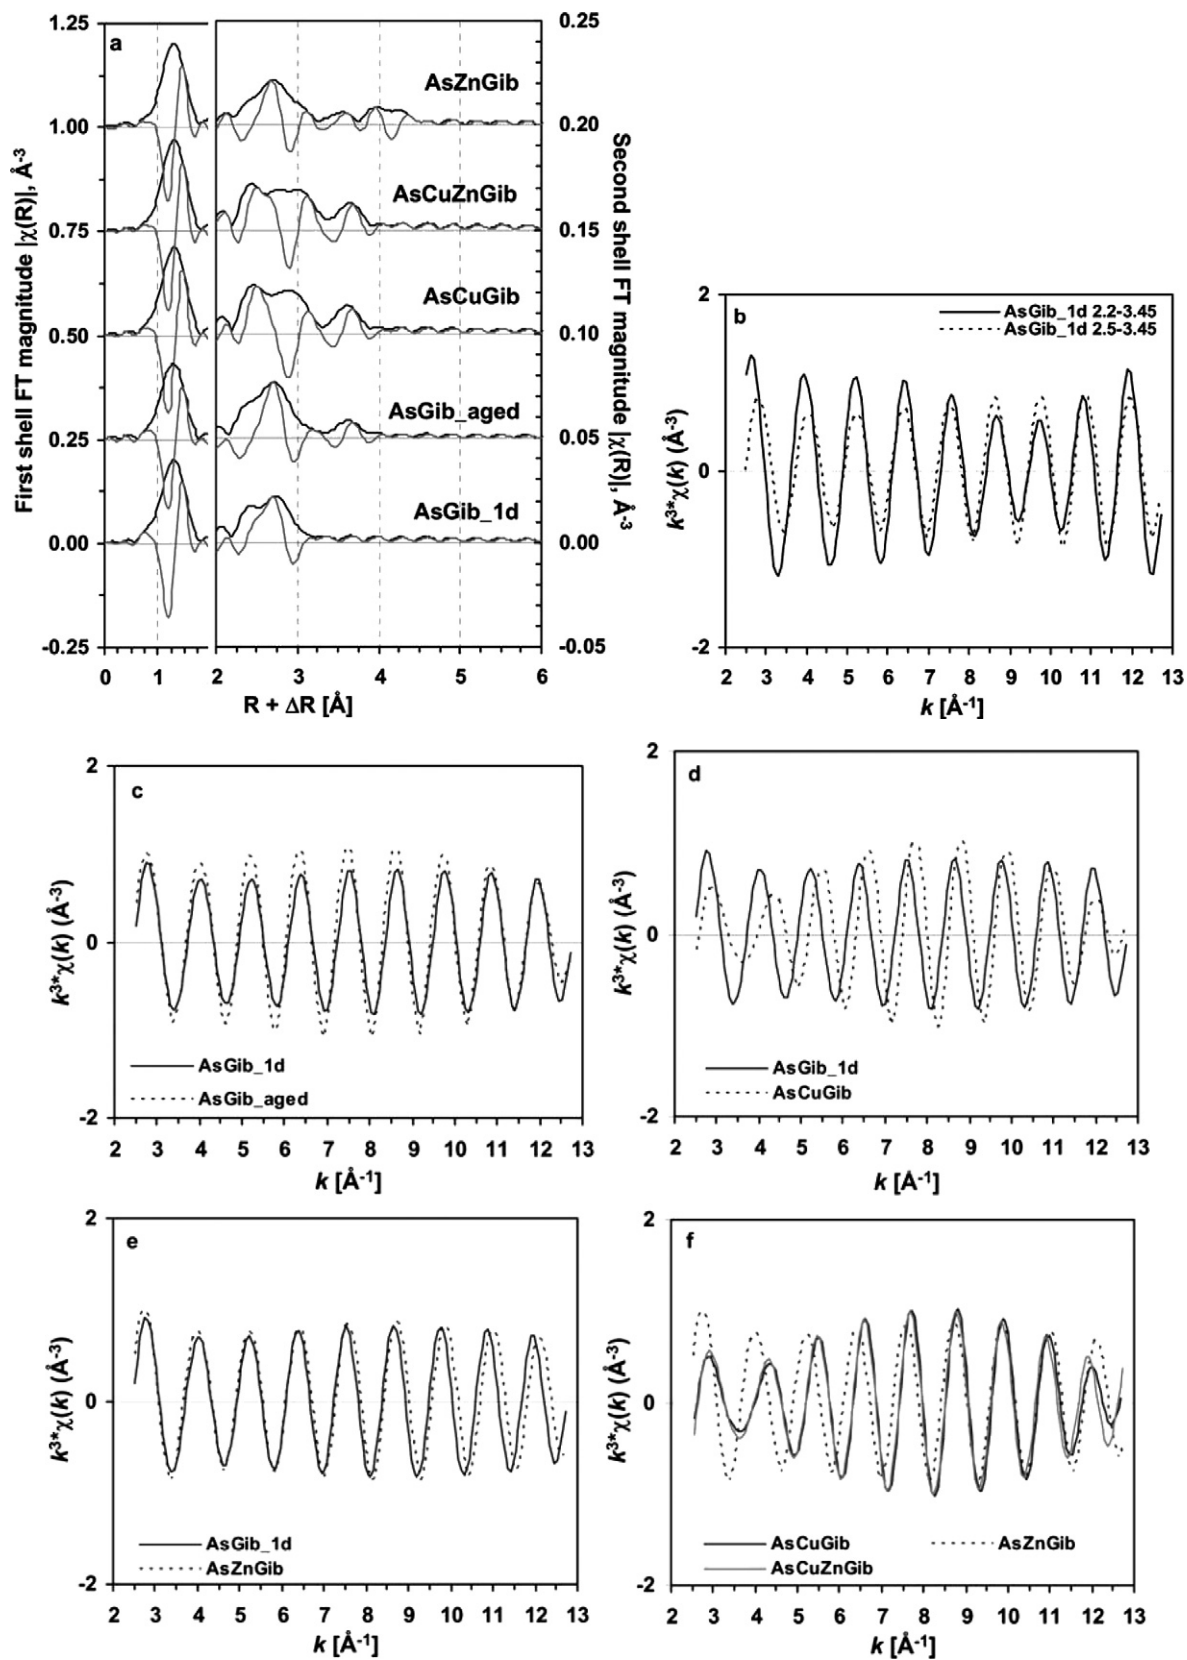 a
1.25
1.00
0.75
0.50
0.25
0.00
-0.25
First shell FT magnitude |χ(R)|, Å-3
0 1 2 3 4 5 6
R + ΔR [Å]
0.25
0.20
0.15
0.10
0.05
0.00
-0.05
Second shell FT magnitude |χ(R)|, Å-3
AsZnGib
AsCuZnGib
AsCuGib
AsGib_aged
AsGib_1d
b
AsGib_1d 2.2-3.45
AsGib_1d 2.5-3.45
2
0
-2
k3*χ(k) (Å-3)
2 3 4 5 6 7 8 9 10 11 12 13
k [Å-1]
c
2
0
-2
k3*χ(k) (Å-3)
AsGib_1d
AsGib_aged
2 3 4 5 6 7 8 9 10 11 12 13
k [Å-1]
d
2
0
-2
k3*χ(k) (Å-3)
AsGib_1d
AsCuGib
2 3 4 5 6 7 8 9 10 11 12 13
k [Å-1]
e
2
0
-2
k3*χ(k) (Å-3)
AsGib_1d
AsZnGib
2 3 4 5 6 7 8 9 10 11 12 13
k [Å-1]
f
2
0
-2
k3*χ(k) (Å-3)
AsCuGib AsZnGib
AsCuZnGib
2 3 4 5 6 7 8 9 10 11 12 13
k [Å-1]